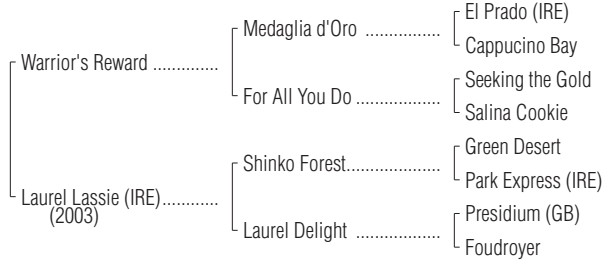 El Prado (IRE)
Medaglia d'Oro ..................
Cappucino Bay
Warrior's Reward ..............
Seeking the Gold
For All You Do ....................
Salina Cookie
Green Desert
Shinko Forest....................
Park Express (IRE)
Laurel Lassie (IRE)............
(2003)
Presidium (GB)
Laurel Delight ..................
Foudroyer